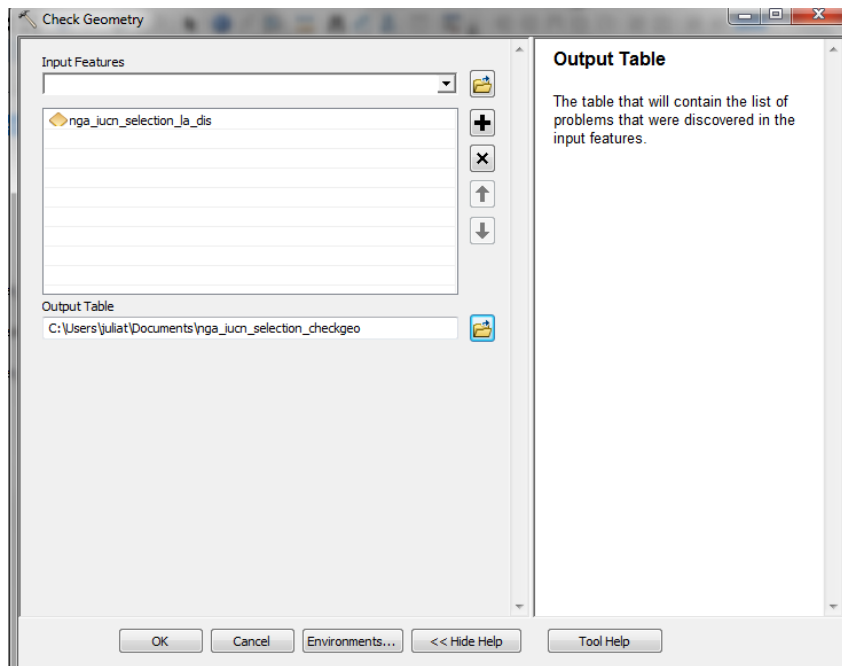 Check Geometry
Input Features
nga_iucn_selection_la_dis
Output Table
C:\Users\juliat\Documents\nga_iucn_selection_checkgeo
OK
Cancel
Environments...
<< Hide Help
Output Table
The table that will contain the list of
problems that were discovered in the
input features.
Tool Help